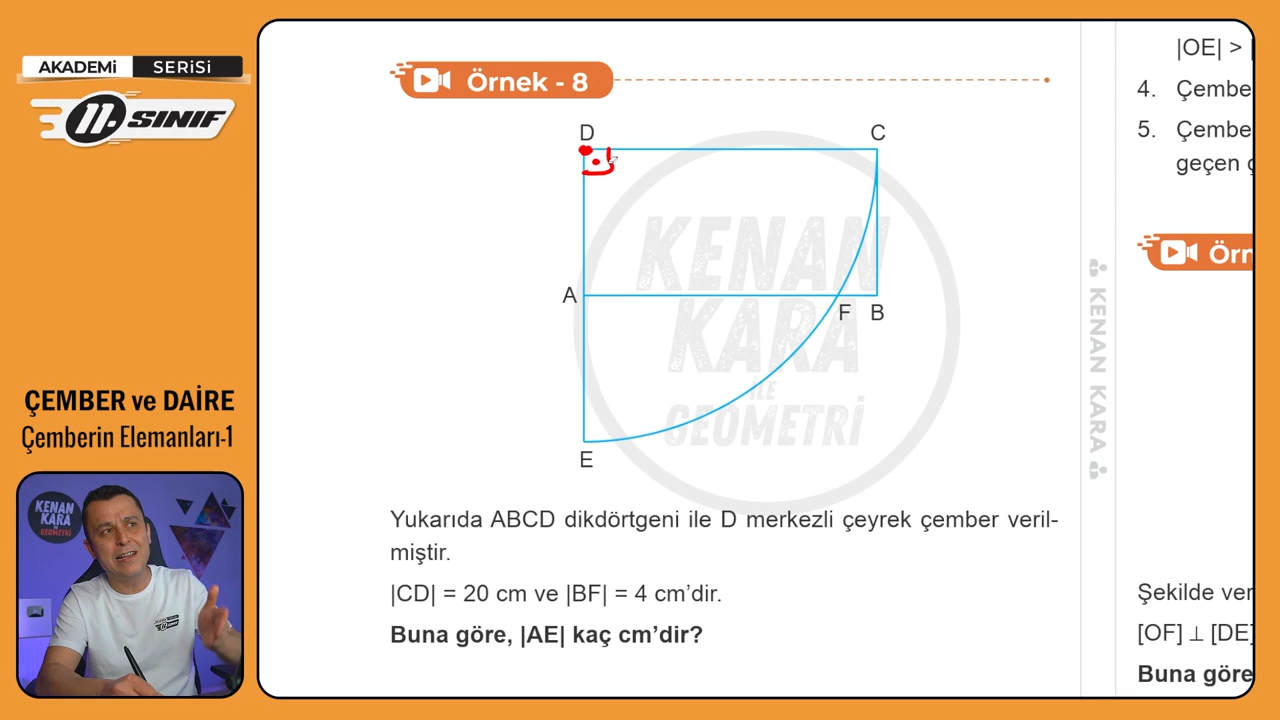 AKADEMi SERiSi
11. SINIF
ÇEMBER ve DAİRE
Çemberin Elemanları-1
KENAN
KARA
İLE
GEOMETRİ
Örnek - 8
D
C
A
F
B
E
KENAN
KARA
İLE
GEOMETRİ
Yukarıda ABCD dikdörtgeni ile D merkezli çeyrek çember veril-
miştir.
|CD| = 20 cm ve |BF| = 4 cm’dir.
Buna göre, |AE| kaç cm’dir?
KENAN KARA
|OE| >
4. Çembe
5. Çembe
geçen
Örn
Şekilde ver
[OF] ⊥ [DE]
Buna göre